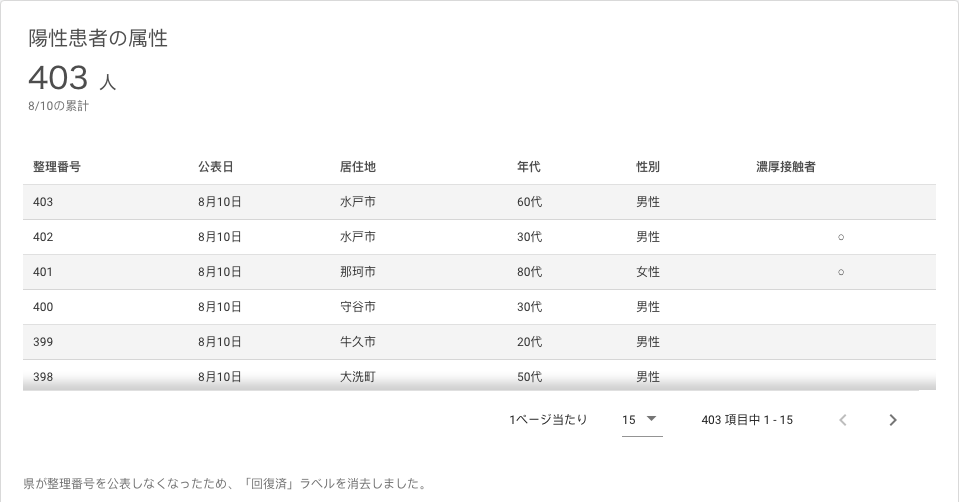 陽性患者の属性
403 人
8/10の累計
整理番号 公表日 居住地 年代 性別 濃厚接触者
403 8月10日 水戸市 60代 男性
402 8月10日 水戸市 30代 男性 ○
401 8月10日 那珂市 80代 女性 ○
400 8月10日 守谷市 30代 男性
399 8月10日 牛久市 20代 男性
398 8月10日 大洗町 50代 男性
1ページ当たり 15 403 項目中 1 - 15
県が整理番号を公表しなくなったため、「回復済」ラベルを消去しました。